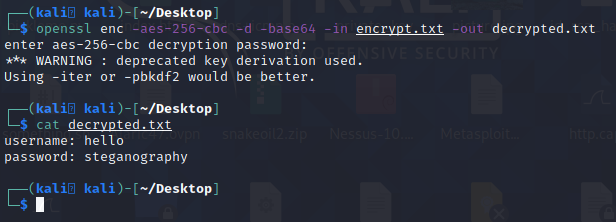 (kali㉿kali)-[~/Desktop]
$ openssl enc -aes-256-cbc -d -base64 -in encrypt.txt -out decrypted.txt
enter aes-256-cbc decryption password:
*** WARNING : deprecated key derivation used.
Using -iter or -pbkdf2 would be better.
(kali㉿kali)-[~/Desktop]
$ cat decrypted.txt
username: hello
password: steganography
(kali㉿kali)-[~/Desktop]
$
OFFENSIVE SECURITY
snakeoil2.zip
Nessus-10...
Metasploit...
http.cap